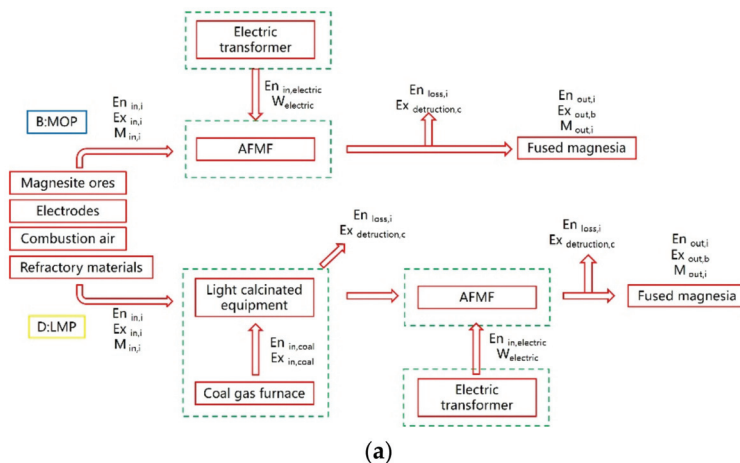 Electric
transformer
En in,electric
W electric
En in,i
Ex in,i
M in,i
B:MOP
AFMF
En loss,i
Ex detruction,c
En out,i
Ex out,b
M out,i
Fused magnesia
Magnesite ores
Electrodes
Combustion air
Refractory materials
En in,i
Ex in,i
M in,i
D:LMP
Light calcinated
equipment
En in,coal
Ex in,coal
Coal gas furnace
En loss,i
Ex detruction,c
AFMF
En in,electric
W electric
Electric
transformer
En loss,i
Ex detruction,c
En out,i
Ex out,b
M out,i
Fused magnesia
(a)